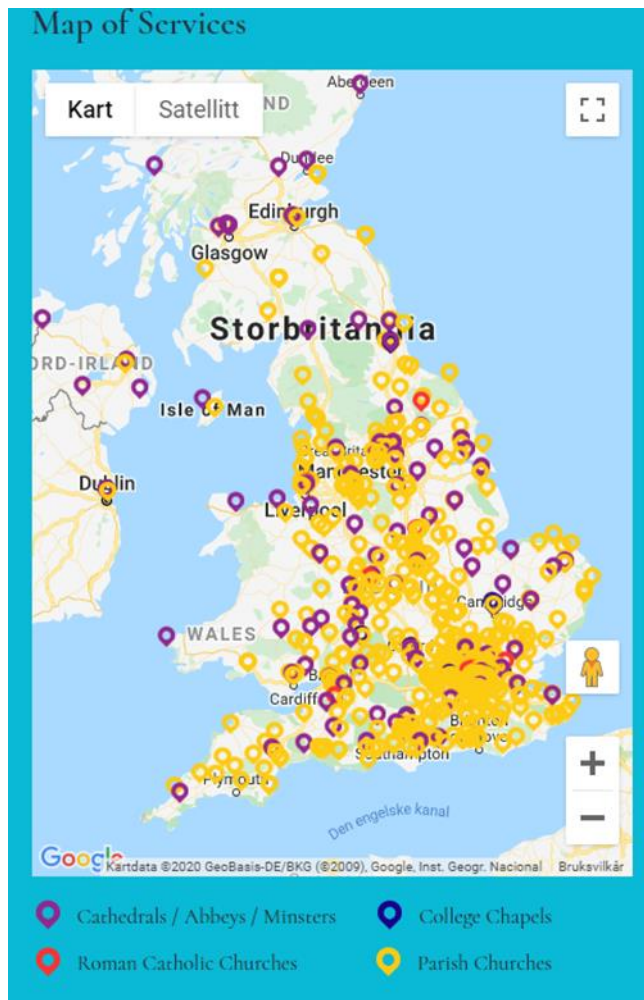 Map of Services
Kart
Satellitt
Aberdeen
Dundee
Edinburgh
Glasgow
Storbritannia
Isle of Man
Dublin
Manchester
Liverpool
WALES
Cambridge
Cardiff
Southampton
Plymouth
Den engelske kanal
Google
Kartdata ©2020 GeoBasis-DE/BKG (©2009), Google, Inst. Geogr. Nacional
Bruksvilkår
Cathedrals / Abbeys / Minsters
College Chapels
Roman Catholic Churches
Parish Churches